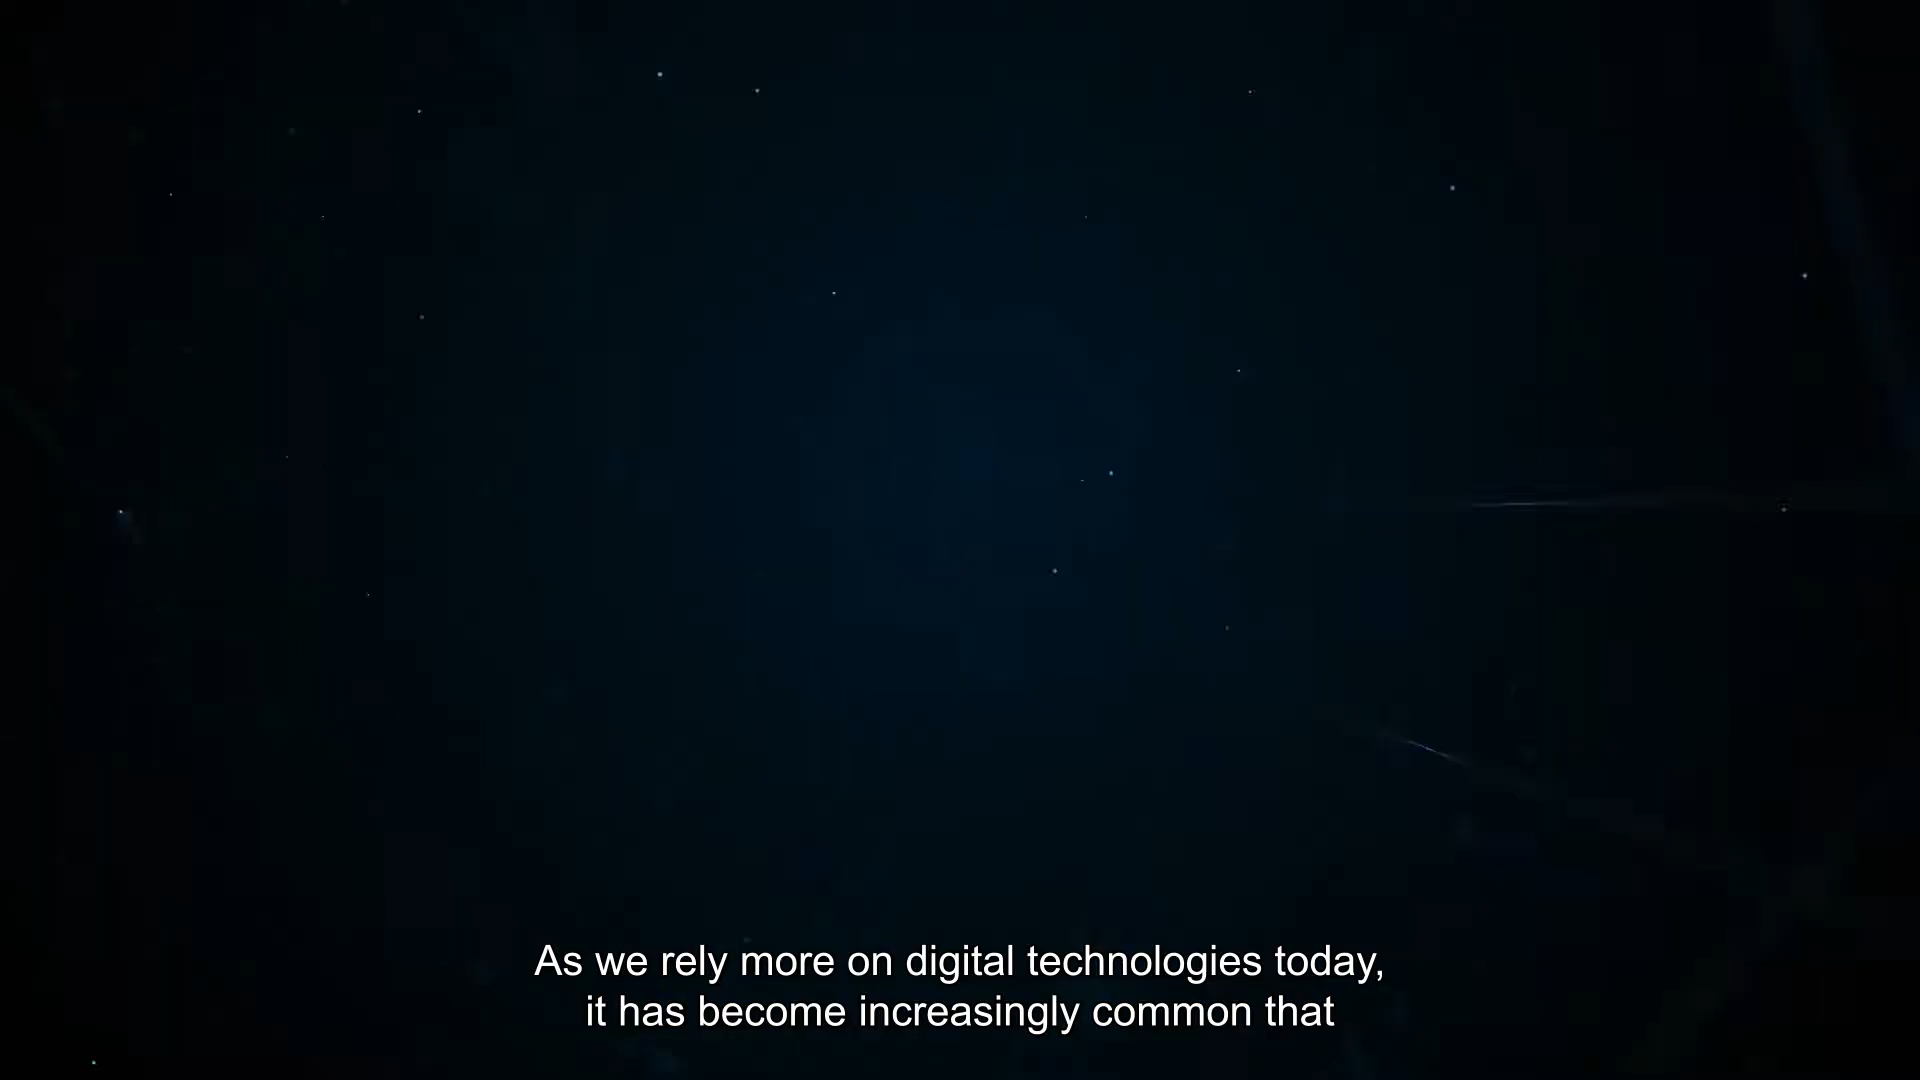 As we rely more on digital technologies today,
it has become increasingly common that